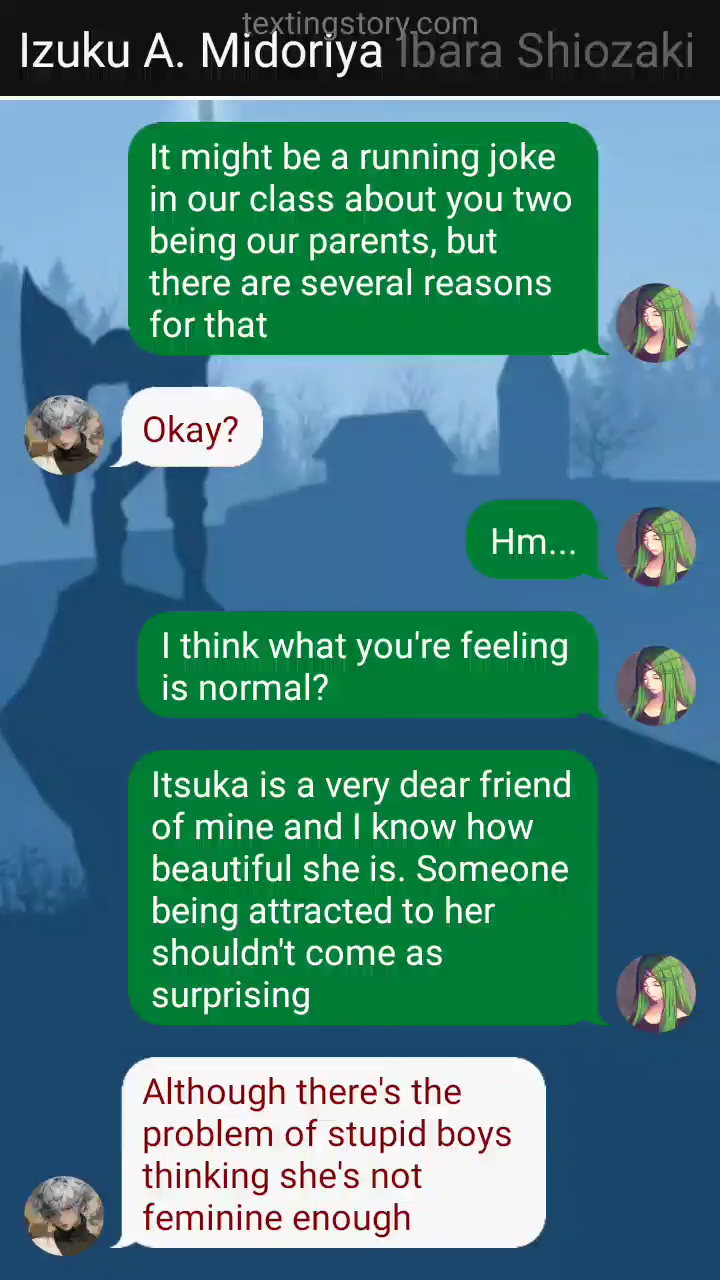 textingstory.com
Izuku A. Midoriya Ibara Shiozaki
It might be a running joke
in our class about you two
being our parents, but
there are several reasons
for that
Okay?
Hm...
I think what you're feeling
is normal?
Itsuka is a very dear friend
of mine and I know how
beautiful she is. Someone
being attracted to her
shouldn't come as
surprising
Although there's the
problem of stupid boys
thinking she's not
feminine enough